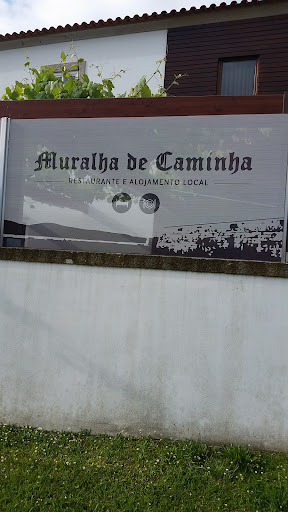 Muralha de Caminha
RESTAURANTE E ALOJAMENTO LOCAL